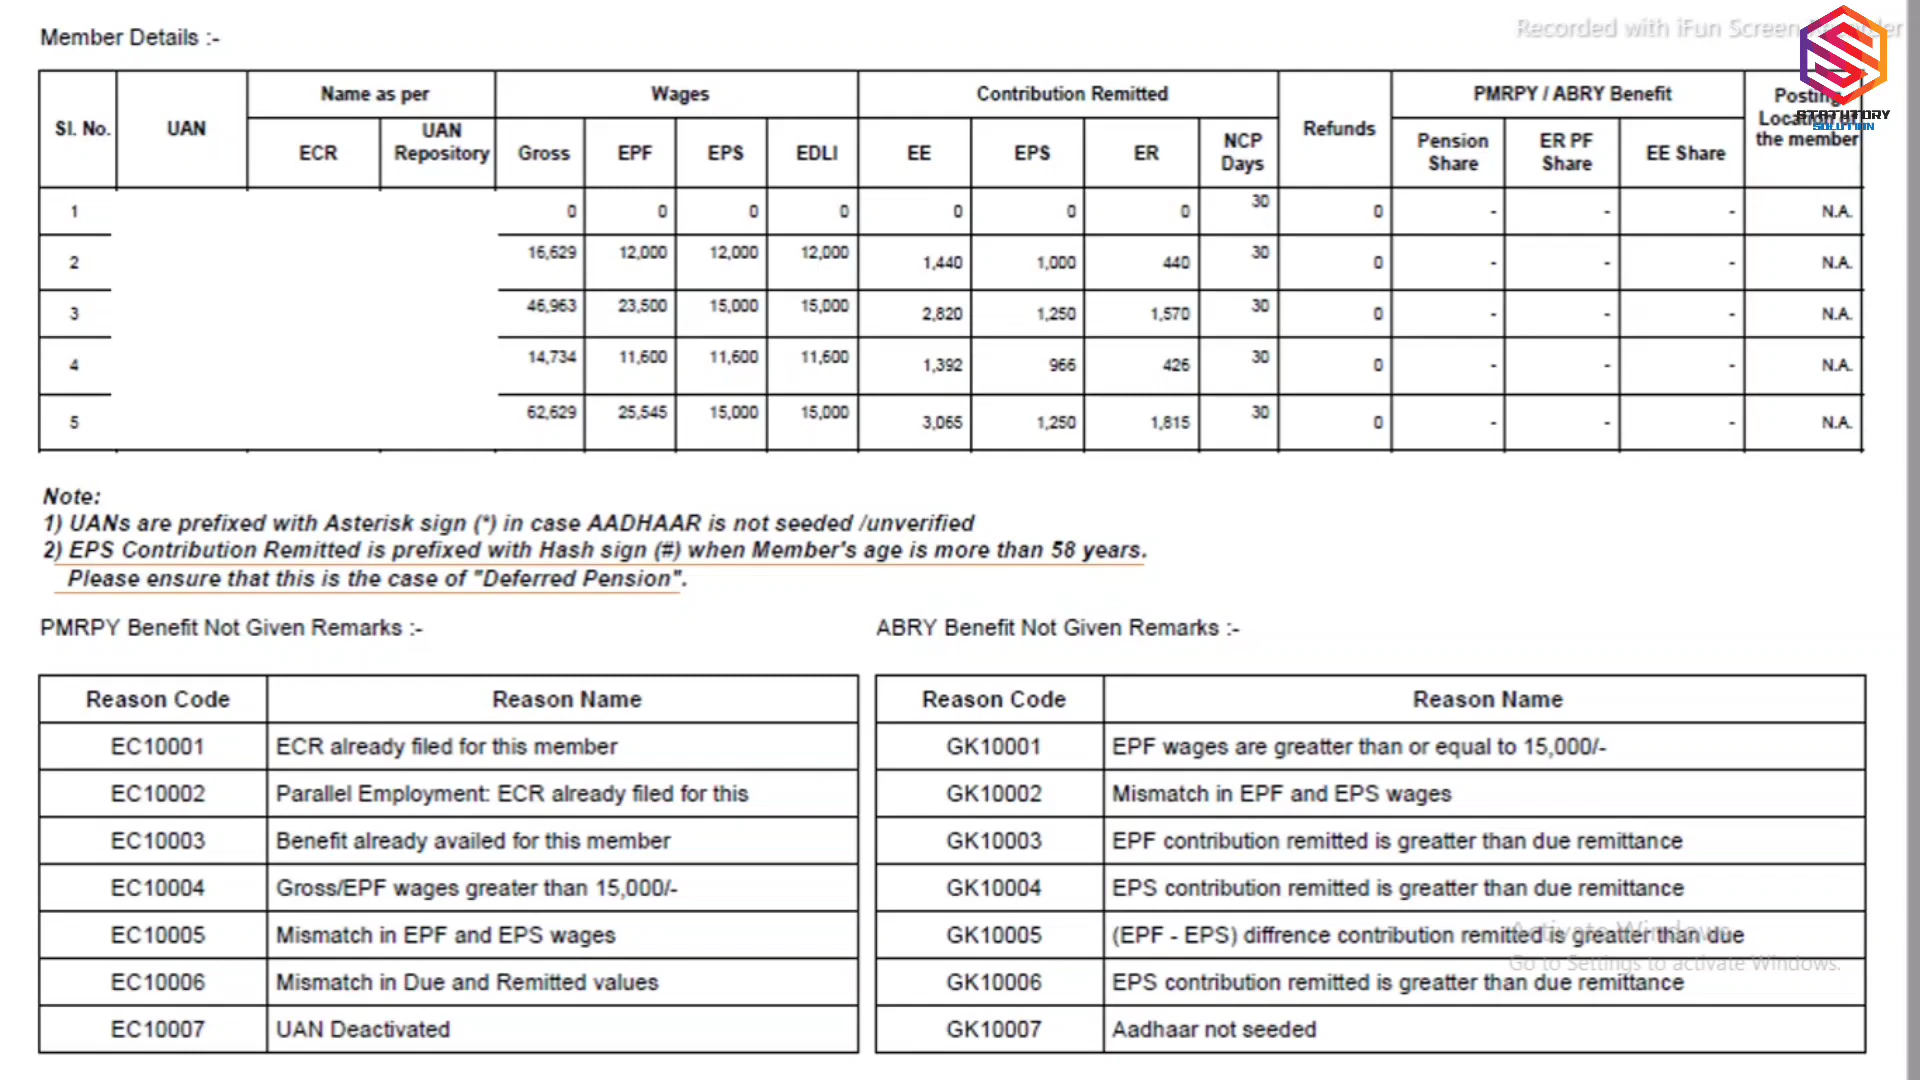 Recorded with iFun Screen
STATUTORY
SOLUTION
Member Details :-
Sl. No. UAN Name as per Wages Contribution Remitted Refunds PMRPY / ABRY Benefit Posting Location of the member
ECR UAN Repository Gross EPF EPS EDLI EE EPS ER NCP Days Pension Share ER PF Share EE Share
1 0 0 0 0 0 0 0 30 0 - - - N.A.
2 16,629 12,000 12,000 12,000 1,440 1,000 440 30 0 - - - N.A.
3 46,963 23,500 15,000 15,000 2,820 1,250 1,570 30 0 - - - N.A.
4 14,734 11,600 11,600 11,600 1,392 966 426 30 0 - - - N.A.
5 62,629 25,545 15,000 15,000 3,065 1,250 1,815 30 0 - - - N.A.
Note:
1) UANs are prefixed with Asterisk sign (*) in case AADHAAR is not seeded /unverified
2) EPS Contribution Remitted is prefixed with Hash sign (#) when Member's age is more than 58 years.
Please ensure that this is the case of "Deferred Pension".
PMRPY Benefit Not Given Remarks :-
Reason Code Reason Name
EC10001 ECR already filed for this member
EC10002 Parallel Employment: ECR already filed for this
EC10003 Benefit already availed for this member
EC10004 Gross/EPF wages greater than 15,000/-
EC10005 Mismatch in EPF and EPS wages
EC10006 Mismatch in Due and Remitted values
EC10007 UAN Deactivated
ABRY Benefit Not Given Remarks :-
Reason Code Reason Name
GK10001 EPF wages are greatter than or equal to 15,000/-
GK10002 Mismatch in EPF and EPS wages
GK10003 EPF contribution remitted is greatter than due remittance
GK10004 EPS contribution remitted is greatter than due remittance
GK10005 (EPF - EPS) diffrence contribution remitted is greatter than due
GK10006 EPS contribution remitted is greatter than due remittance
GK10007 Aadhaar not seeded
Activate Windows
Go to Settings to activate Windows.